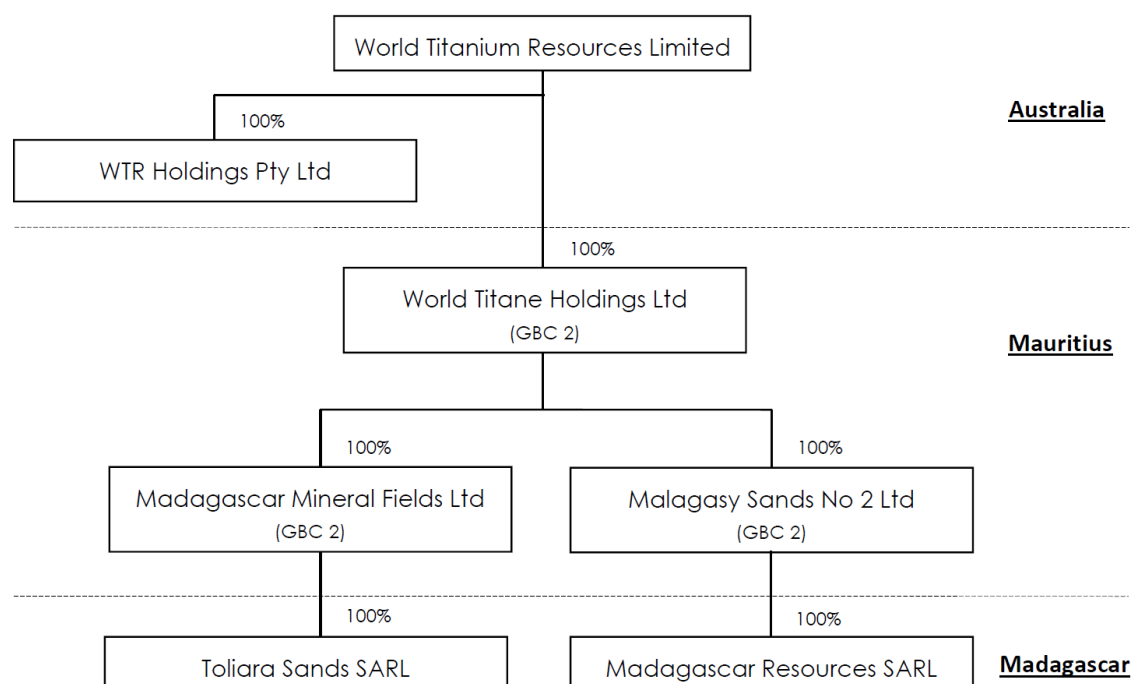 World Titanium Resources Limited
Australia
100%
WTR Holdings Pty Ltd
100%
World Titane Holdings Ltd
(GBC 2)
Mauritius
100%
100%
Madagascar Mineral Fields Ltd
(GBC 2)
Malagasy Sands No 2 Ltd
(GBC 2)
100%
100%
Toliara Sands SARL
Madagascar Resources SARL
Madagascar